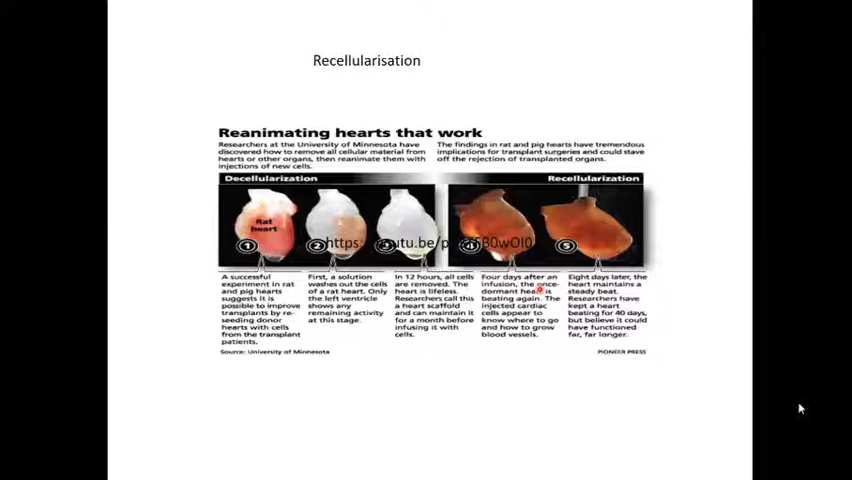 Recellularisation
Reanimating hearts that work
Researchers at the University of Minnesota have
discovered how to remove all cellular material from
hearts or other organs, then reanimate them with
injections of new cells.
The findings in rat and pig hearts have tremendous
implications for transplant surgeries and could stave
off the rejection of transplanted organs.
Decellularization
Recellularization
Rat
heart
1
2
3
4
5
A successful
experiment in rat
and pig hearts
suggests it is
possible to improve
transplants by re-
seeding donor
hearts with cells
from the transplant
patients.
First, a solution
washes out the cells
of a rat heart. Only
the left ventricle
shows any
remaining activity
at this stage.
In 12 hours, all cells
are removed. The
heart is lifeless.
Researchers call this
a heart scaffold
and can maintain it
for a month before
infusing it with
cells.
Four days after an
infusion, the once-
dormant heart is
beating again. The
injected cardiac
cells appear to
know where to go
and how to grow
blood vessels.
Eight days later, the
heart maintains a
steady beat.
Researchers have
kept a heart
beating for 40 days,
but believe it could
have functioned
far, far longer.
Source: University of Minnesota
PIONEER PRESS